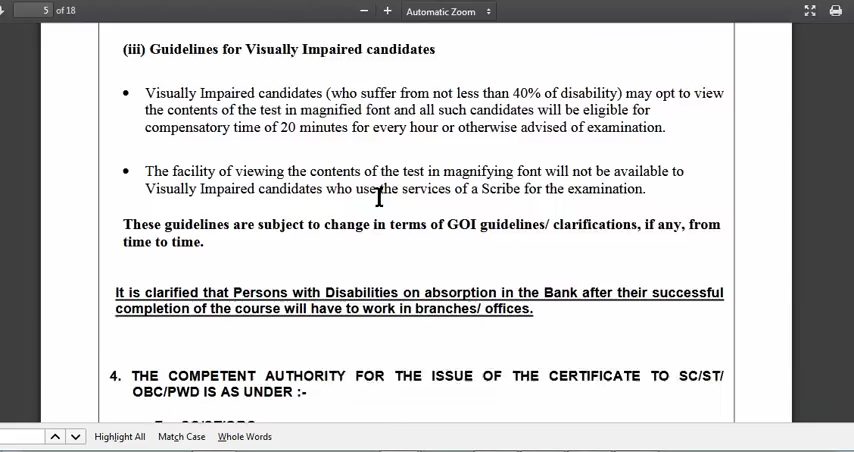 5 of 18
Automatic Zoom
(iii) Guidelines for Visually Impaired candidates
Visually Impaired candidates (who suffer from not less than 40% of disability) may opt to view
the contents of the test in magnified font and all such candidates will be eligible for
compensatory time of 20 minutes for every hour or otherwise advised of examination.
The facility of viewing the contents of the test in magnifying font will not be available to
Visually Impaired candidates who use the services of a Scribe for the examination.
These guidelines are subject to change in terms of GOI guidelines/ clarifications, if any, from
time to time.
It is clarified that Persons with Disabilities on absorption in the Bank after their successful
completion of the course will have to work in branches/ offices.
4. THE COMPETENT AUTHORITY FOR THE ISSUE OF THE CERTIFICATE TO SC/ST/
OBC/PWD IS AS UNDER :-
Highlight All Match Case Whole Words